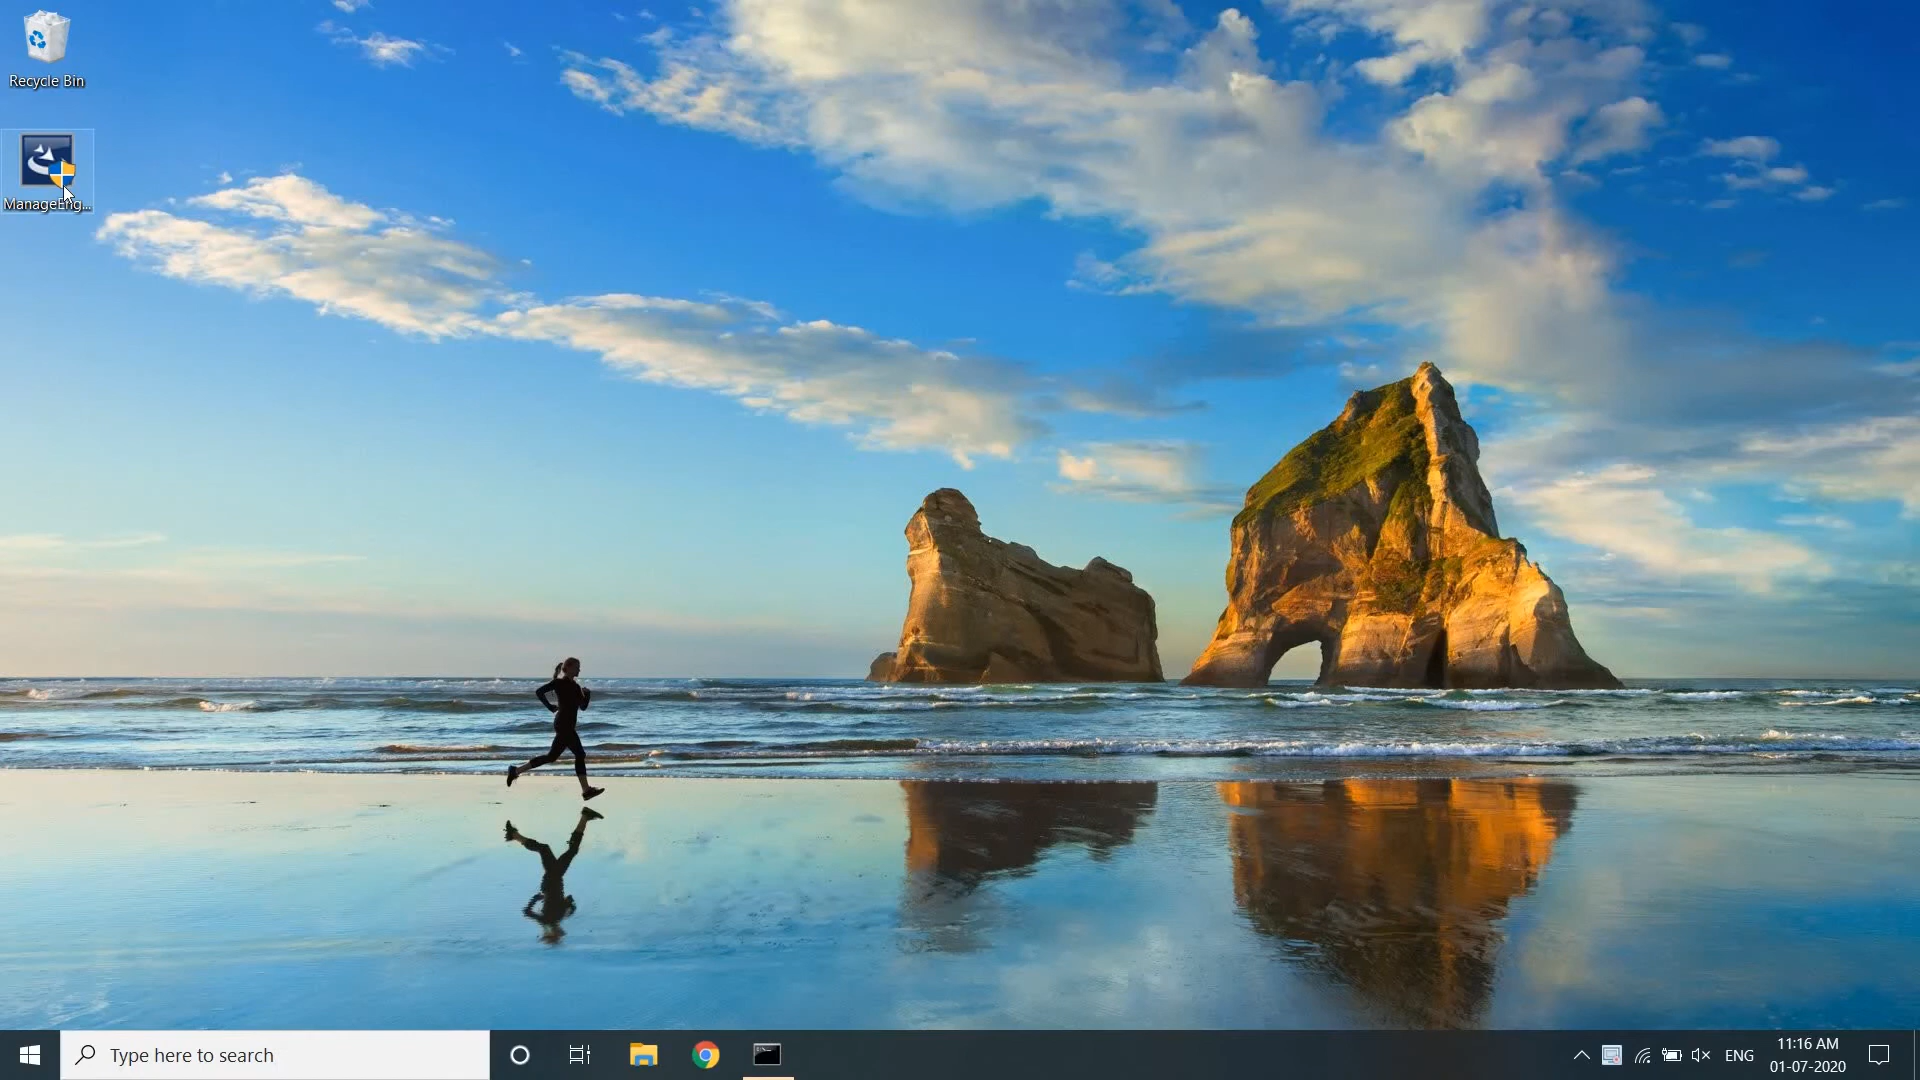 Recycle Bin
ManageEng...
Type here to search
ENG
11:16 AM
01-07-2020